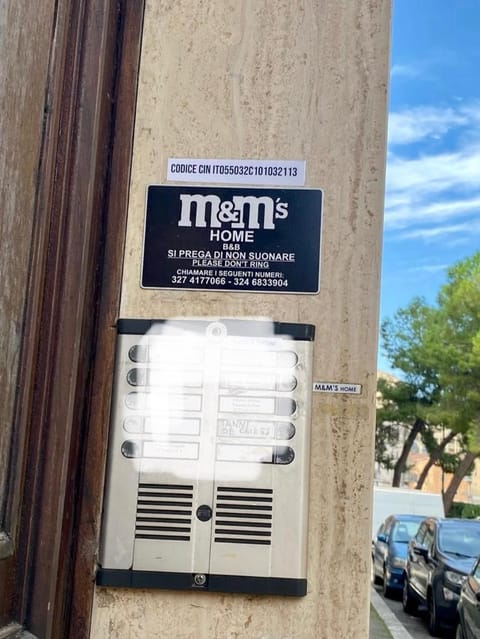 CODICE CIN IT055032C101032113
m&m's
HOME
B&B
SI PREGA DI NON SUONARE
PLEASE DON'T RING
CHIAMARE I SEGUENTI NUMERI:
327 4177066 - 324 6833904
M&M'S HOME